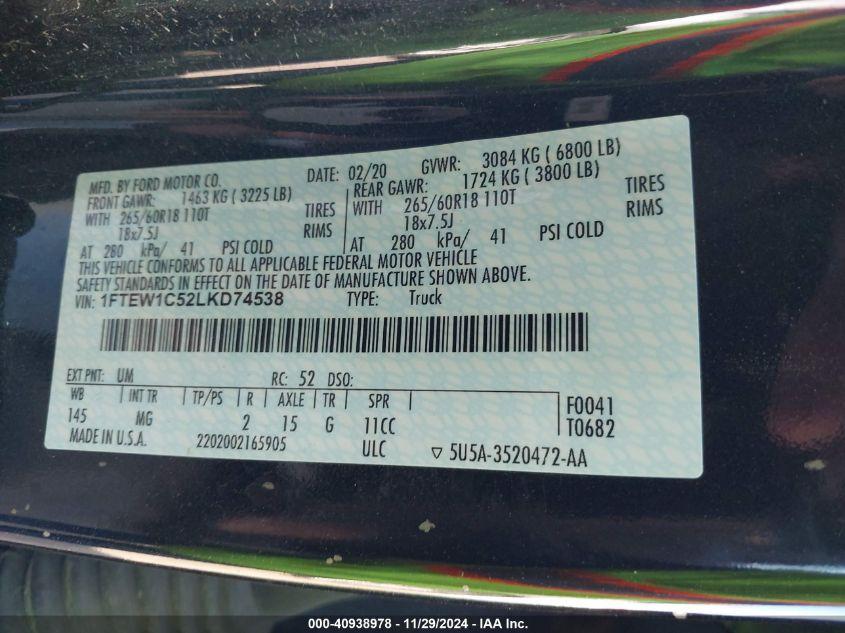 MFD. BY FORD MOTOR CO.
DATE: 02/20 GVWR: 3084 KG ( 6800 LB)
FRONT GAWR: 1463 KG ( 3225 LB)
WITH 265/60R18 110T TIRES
18x7.5J RIMS
AT 280 kPa/ 41 PSI COLD
REAR GAWR: 1724 KG ( 3800 LB)
WITH 265/60R18 110T TIRES
18x7.5J RIMS
AT 280 kPa/ 41 PSI COLD
THIS VEHICLE CONFORMS TO ALL APPLICABLE FEDERAL MOTOR VEHICLE
SAFETY STANDARDS IN EFFECT ON THE DATE OF MANUFACTURE SHOWN ABOVE.
VIN: 1FTEW1C52LKD74538 TYPE: Truck
EXT PNT: UM RC: 52 DSO:
WB INT TR TP/PS R AXLE TR SPR
145 MG 2 15 G 11CC
F0041
T0682
MADE IN U.S.A. 2202002165905 ULC ▽ 5U5A-3520472-AA
000-40938978 - 11/29/2024 - IAA Inc.